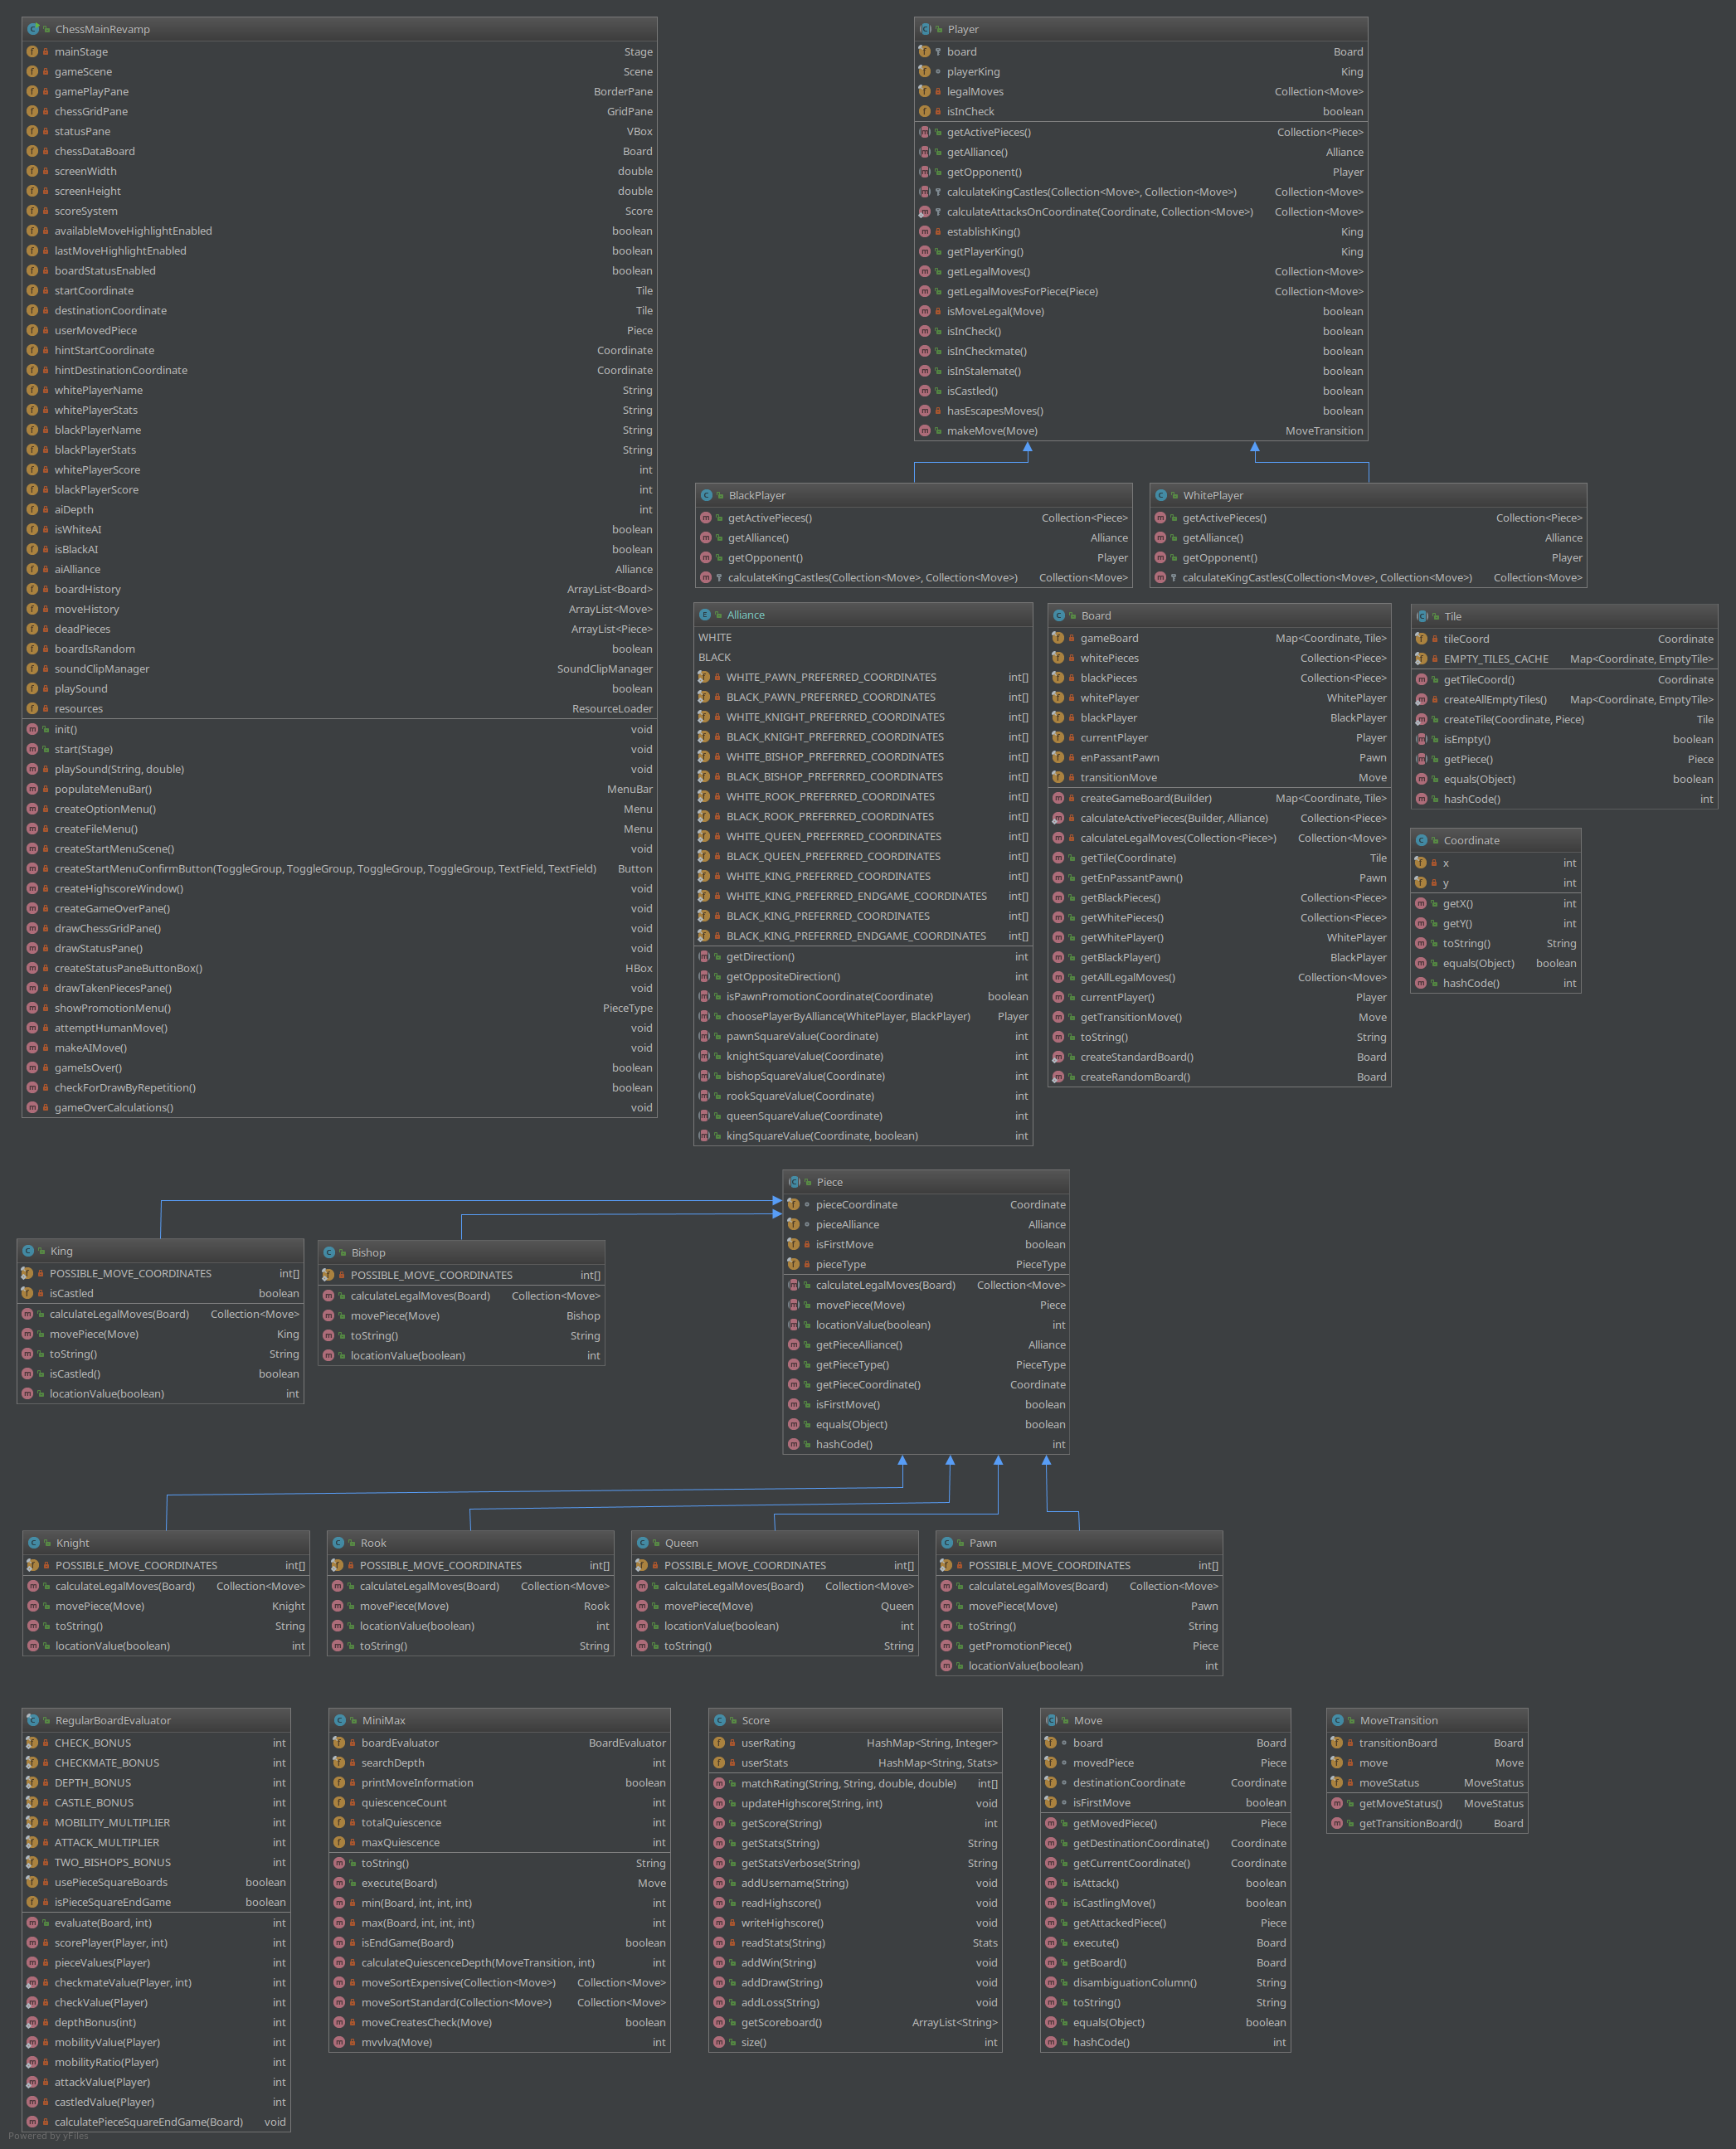 ChessMainRevamp
mainStage Stage
gameScene Scene
gamePlayPane BorderPane
chessGridPane GridPane
statusPane VBox
chessDataBoard Board
screenWidth double
screenHeight double
scoreSystem Score
availableMoveHighlightEnabled boolean
lastMoveHighlightEnabled boolean
boardStatusEnabled boolean
startCoordinate Tile
destinationCoordinate Tile
userMovedPiece Piece
hintStartCoordinate Coordinate
hintDestinationCoordinate Coordinate
whitePlayerName String
whitePlayerStats String
blackPlayerName String
blackPlayerStats String
whitePlayerScore int
blackPlayerScore int
aiDepth int
isWhiteAI boolean
isBlackAI boolean
aiAlliance Alliance
boardHistory ArrayList<Board>
moveHistory ArrayList<Move>
deadPieces ArrayList<Piece>
boardIsRandom boolean
soundClipManager SoundClipManager
playSound boolean
resources ResourceLoader
init() void
start(Stage) void
playSound(String, double) void
populateMenuBar() MenuBar
createOptionMenu() Menu
createFileMenu() Menu
createStartMenuScene() void
createStartMenuConfirmButton(ToggleGroup, ToggleGroup, ToggleGroup, ToggleGroup, TextField, TextField) Button
createHighscoreWindow() void
createGameOverPane() void
drawChessGridPane() void
drawStatusPane() void
createStatusPaneButtonBox() HBox
drawTakenPiecesPane() void
showPromotionMenu() PieceType
attemptHumanMove() void
makeAIMove() void
gameIsOver() boolean
checkForDrawByRepetition() boolean
gameOverCalculations() void
Player
board Board
playerKing King
legalMoves Collection<Move>
isInCheck boolean
getActivePieces() Collection<Piece>
getAlliance() Alliance
getOpponent() Player
calculateKingCastles(Collection<Move>, Collection<Move>) Collection<Move>
calculateAttacksOnCoordinate(Coordinate, Collection<Move>) Collection<Move>
establishKing() King
getPlayerKing() King
getLegalMoves() Collection<Move>
getLegalMovesForPiece(Piece) Collection<Move>
isMoveLegal(Move) boolean
isInCheck() boolean
isInCheckmate() boolean
isInStalemate() boolean
isCastled() boolean
hasEscapesMoves() boolean
makeMove(Move) MoveTransition
BlackPlayer
getActivePieces() Collection<Piece>
getAlliance() Alliance
getOpponent() Player
calculateKingCastles(Collection<Move>, Collection<Move>) Collection<Move>
WhitePlayer
getActivePieces() Collection<Piece>
getAlliance() Alliance
getOpponent() Player
calculateKingCastles(Collection<Move>, Collection<Move>) Collection<Move>
Alliance
WHITE
BLACK
WHITE_PAWN_PREFERRED_COORDINATES int[]
BLACK_PAWN_PREFERRED_COORDINATES int[]
WHITE_KNIGHT_PREFERRED_COORDINATES int[]
BLACK_KNIGHT_PREFERRED_COORDINATES int[]
WHITE_BISHOP_PREFERRED_COORDINATES int[]
BLACK_BISHOP_PREFERRED_COORDINATES int[]
WHITE_ROOK_PREFERRED_COORDINATES int[]
BLACK_ROOK_PREFERRED_COORDINATES int[]
WHITE_QUEEN_PREFERRED_COORDINATES int[]
BLACK_QUEEN_PREFERRED_COORDINATES int[]
WHITE_KING_PREFERRED_COORDINATES int[]
WHITE_KING_PREFERRED_ENDGAME_COORDINATES int[]
BLACK_KING_PREFERRED_COORDINATES int[]
BLACK_KING_PREFERRED_ENDGAME_COORDINATES int[]
getDirection() int
getOppositeDirection() int
isPawnPromotionCoordinate(Coordinate) boolean
choosePlayerByAlliance(WhitePlayer, BlackPlayer) Player
pawnSquareValue(Coordinate) int
knightSquareValue(Coordinate) int
bishopSquareValue(Coordinate) int
rookSquareValue(Coordinate) int
queenSquareValue(Coordinate) int
kingSquareValue(Coordinate, boolean) int
Board
gameBoard Map<Coordinate, Tile>
whitePieces Collection<Piece>
blackPieces Collection<Piece>
whitePlayer WhitePlayer
blackPlayer BlackPlayer
currentPlayer Player
enPassantPawn Pawn
transitionMove Move
createGameBoard(Builder) Map<Coordinate, Tile>
calculateActivePieces(Builder, Alliance) Collection<Piece>
calculateLegalMoves(Collection<Piece>) Collection<Move>
getTile(Coordinate) Tile
getEnPassantPawn() Pawn
getBlackPieces() Collection<Piece>
getWhitePieces() Collection<Piece>
getWhitePlayer() WhitePlayer
getBlackPlayer() BlackPlayer
getAllLegalMoves() Collection<Move>
currentPlayer() Player
getTransitionMove() Move
toString() String
createStandardBoard() Board
createRandomBoard() Board
Tile
tileCoord Coordinate
EMPTY_TILES_CACHE Map<Coordinate, EmptyTile>
getTileCoord() Coordinate
createAllEmptyTiles() Map<Coordinate, EmptyTile>
createTile(Coordinate, Piece) Tile
isEmpty() boolean
getPiece() Piece
equals(Object) boolean
hashCode() int
Coordinate
x int
y int
getX() int
getY() int
toString() String
equals(Object) boolean
hashCode() int
Piece
pieceCoordinate Coordinate
pieceAlliance Alliance
isFirstMove boolean
pieceType PieceType
calculateLegalMoves(Board) Collection<Move>
movePiece(Move) Piece
locationValue(boolean) int
getPieceAlliance() Alliance
getPieceType() PieceType
getPieceCoordinate() Coordinate
isFirstMove() boolean
equals(Object) boolean
hashCode() int
King
POSSIBLE_MOVE_COORDINATES int[]
isCastled boolean
calculateLegalMoves(Board) Collection<Move>
movePiece(Move) King
toString() String
isCastled() boolean
locationValue(boolean) int
Bishop
POSSIBLE_MOVE_COORDINATES int[]
calculateLegalMoves(Board) Collection<Move>
movePiece(Move) Bishop
toString() String
locationValue(boolean) int
Knight
POSSIBLE_MOVE_COORDINATES int[]
calculateLegalMoves(Board) Collection<Move>
movePiece(Move) Knight
toString() String
locationValue(boolean) int
Rook
POSSIBLE_MOVE_COORDINATES int[]
calculateLegalMoves(Board) Collection<Move>
movePiece(Move) Rook
locationValue(boolean) int
toString() String
Queen
POSSIBLE_MOVE_COORDINATES int[]
calculateLegalMoves(Board) Collection<Move>
movePiece(Move) Queen
locationValue(boolean) int
toString() String
Pawn
POSSIBLE_MOVE_COORDINATES int[]
calculateLegalMoves(Board) Collection<Move>
movePiece(Move) Pawn
toString() String
getPromotionPiece() Piece
locationValue(boolean) int
RegularBoardEvaluator
CHECK_BONUS int
CHECKMATE_BONUS int
DEPTH_BONUS int
CASTLE_BONUS int
MOBILITY_MULTIPLIER int
ATTACK_MULTIPLIER int
TWO_BISHOPS_BONUS int
usePieceSquareBoards boolean
isPieceSquareEndGame boolean
evaluate(Board, int) int
scorePlayer(Player, int) int
pieceValues(Player) int
checkmateValue(Player, int) int
checkValue(Player) int
depthBonus(int) int
mobilityValue(Player) int
mobilityRatio(Player) int
attackValue(Player) int
castledValue(Player) int
calculatePieceSquareEndGame(Board) void
MiniMax
boardEvaluator BoardEvaluator
searchDepth int
printMoveInformation boolean
quiescenceCount int
totalQuiescence int
maxQuiescence int
toString() String
execute(Board) Move
min(Board, int, int, int) int
max(Board, int, int, int) int
isEndGame(Board) boolean
calculateQuiescenceDepth(MoveTransition, int) int
moveSortExpensive(Collection<Move>) Collection<Move>
moveSortStandard(Collection<Move>) Collection<Move>
moveCreatesCheck(Move) boolean
mvvlva(Move) int
Score
userRating HashMap<String, Integer>
userStats HashMap<String, Stats>
matchRating(String, String, double, double) int[]
updateHighscore(String, int) void
getScore(String) int
getStats(String) String
getStatsVerbose(String) String
addUsername(String) void
readHighscore() void
writeHighscore() void
readStats(String) Stats
addWin(String) void
addDraw(String) void
addLoss(String) void
getScoreboard() ArrayList<String>
size() int
Move
board Board
movedPiece Piece
destinationCoordinate Coordinate
isFirstMove boolean
getMovedPiece() Piece
getDestinationCoordinate() Coordinate
getCurrentCoordinate() Coordinate
isAttack() boolean
isCastlingMove() boolean
getAttackedPiece() Piece
execute() Board
getBoard() Board
disambiguationColumn() String
toString() String
equals(Object) boolean
hashCode() int
MoveTransition
transitionBoard Board
move Move
moveStatus MoveStatus
getMoveStatus() MoveStatus
getTransitionBoard() Board
Powered by yFiles